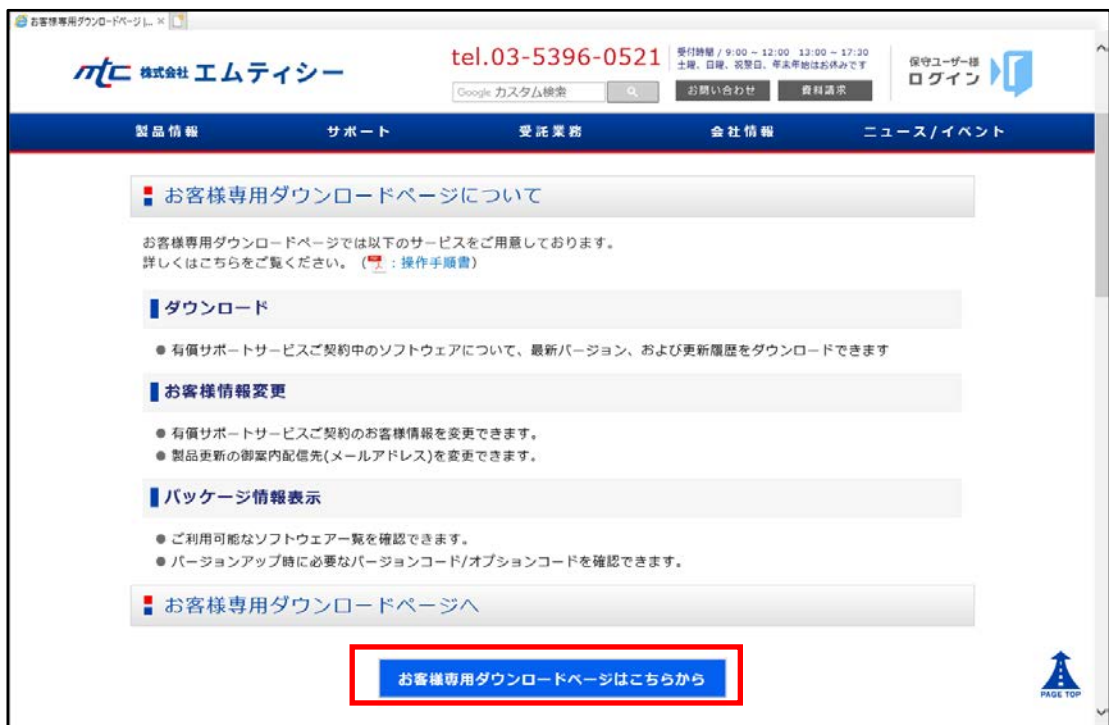 お客様専用ダウンロードページ |...
mtc 株式会社 エムティシー
tel.03-5396-0521
受付時間 / 9:00 ~ 12:00 13:00 ~ 17:30
土曜、日曜、祝祭日、年末年始はお休みです
Google カスタム検索
お問い合わせ
資料請求
保守ユーザー様
ログイン
製品情報
サポート
受託業務
会社情報
ニュース/イベント
お客様専用ダウンロードページについて
お客様専用ダウンロードページでは以下のサービスをご用意しております。
詳しくはこちらをご覧ください。 ( : 操作手順書)
ダウンロード
● 有償サポートサービスご契約中のソフトウェアについて、最新バージョン、および更新履歴をダウンロードできます
お客様情報変更
● 有償サポートサービスご契約のお客様情報を変更できます。
● 製品更新の御案内配信先(メールアドレス)を変更できます。
パッケージ情報表示
● ご利用可能なソフトウェア一覧を確認できます。
● バージョンアップ時に必要なバージョンコード/オプションコードを確認できます。
お客様専用ダウンロードページへ
お客様専用ダウンロードページはこちらから
PAGE TOP